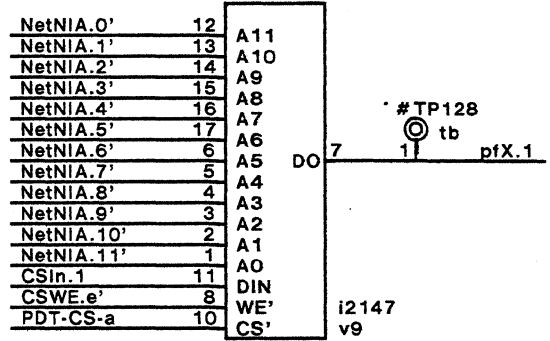 NetNIA.0' 12 A11
NetNIA.1' 13 A10
NetNIA.2' 14 A9
NetNIA.3' 15 A8
NetNIA.4' 16 A7
NetNIA.5' 17 A6
NetNIA.6' 6 A5 DO 7 1 pfX.1
NetNIA.7' 5 A4
NetNIA.8' 4 A3
NetNIA.9' 3 A2
NetNIA.10' 2 A1
NetNIA.11' 1 A0
CSIn.1 11 DIN
CSWE.e' 8 WE' i2147
PDT-CS-a 10 CS' v9
#TP128
tb